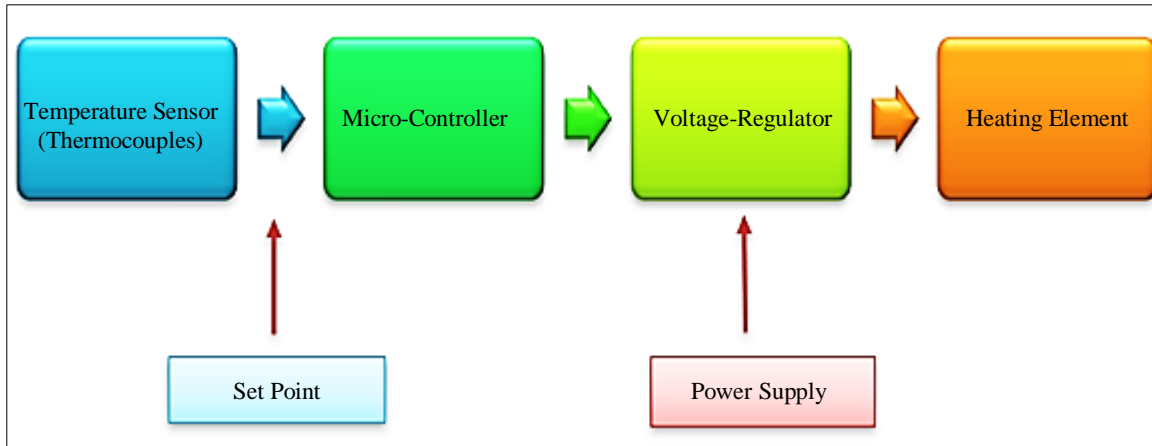 Temperature Sensor
(Thermocouples)
Micro-Controller
Voltage-Regulator
Heating Element
Set Point
Power Supply